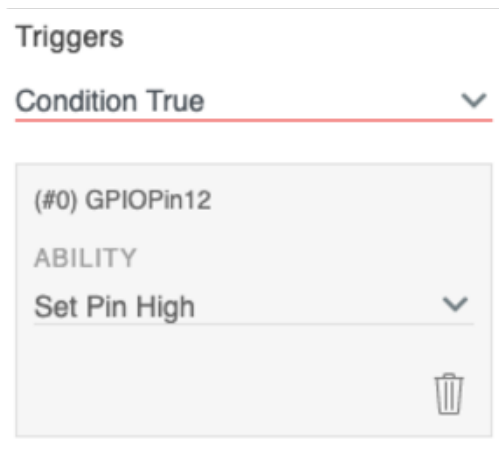 Triggers
Condition True
(#0) GPIOPin12
ABILITY
Set Pin High